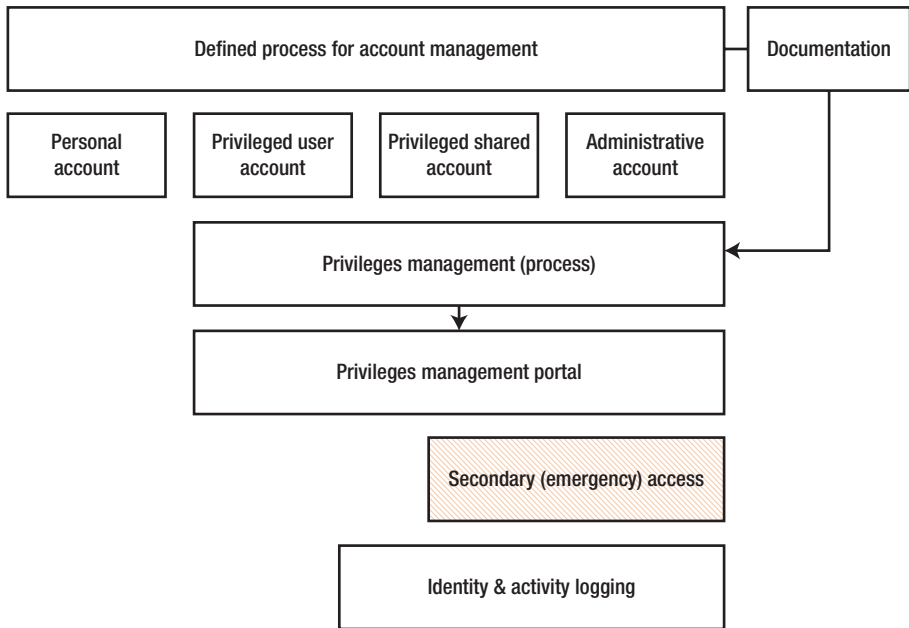 Defined process for account management
Documentation
Personal
account
Privileged user
account
Privileged shared
account
Administrative
account
Privileges management (process)
Privileges management portal
Secondary (emergency) access
Identity & activity logging